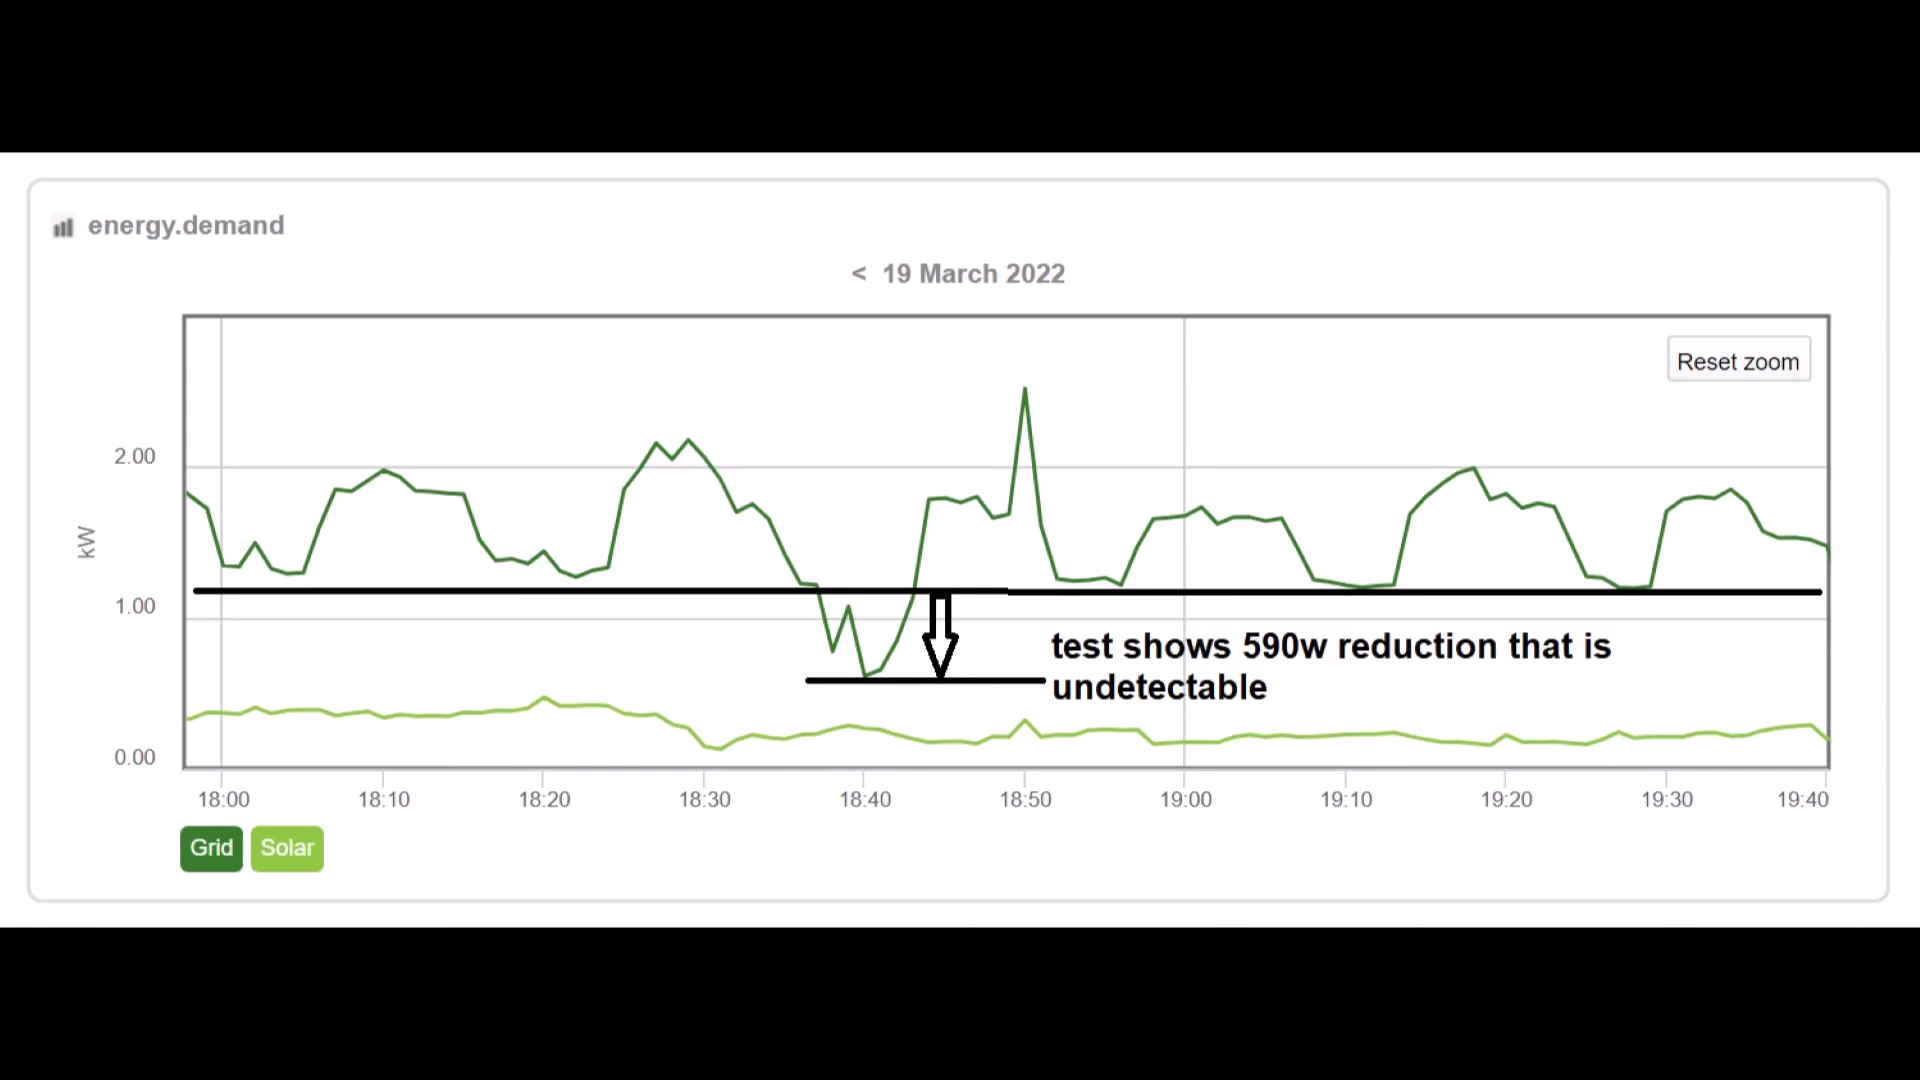 energy.demand
< 19 March 2022
Reset zoom
2.00
kW
1.00
test shows 590w reduction that is
undetectable
0.00
18:00 18:10 18:20 18:30 18:40 18:50 19:00 19:10 19:20 19:30 19:40
Grid Solar